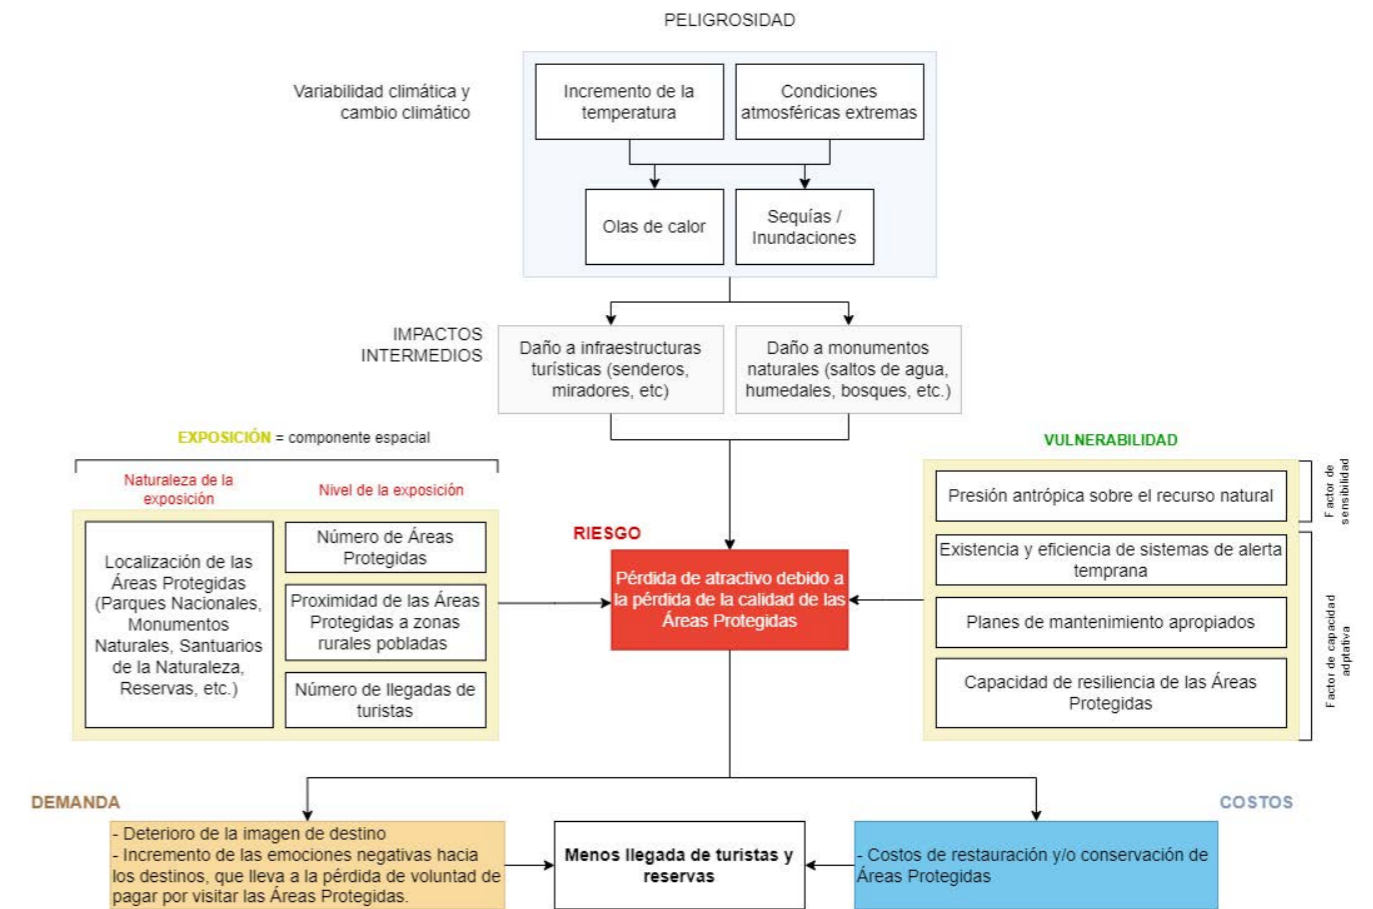 PELIGROSIDAD
Variabilidad climática y
cambio climático
Incremento de la
temperatura
Condiciones
atmosféricas extremas
Olas de calor
Sequías /
Inundaciones
IMPACTOS
INTERMEDIOS
Daño a infraestructuras
turísticas (senderos,
miradores, etc)
Daño a monumentos
naturales (saltos de agua,
humedales, bosques, etc.)
EXPOSICIÓN = componente espacial
Naturaleza de la
exposición
Nivel de la exposición
Localización de las
Áreas Protegidas
(Parques Nacionales,
Monumentos
Naturales, Santuarios
de la Naturaleza,
Reservas, etc.)
Número de Áreas
Protegidas
Proximidad de las Áreas
Protegidas a zonas
rurales pobladas
Número de llegadas de
turistas
RIESGO
Pérdida de atractivo debido a
la pérdida de la calidad de las
Áreas Protegidas
VULNERABILIDAD
Presión antrópica sobre el recurso natural
Existencia y eficiencia de sistemas de alerta
temprana
Planes de mantenimiento apropiados
Capacidad de resiliencia de las Áreas
Protegidas
Factor de
sensibilidad
Factor de capacidad
adptativa
DEMANDA
- Deterioro de la imagen de destino
- Incremento de las emociones negativas hacia
los destinos, que lleva a la pérdida de voluntad de
pagar por visitar las Áreas Protegidas.
Menos llegada de turistas y
reservas
COSTOS
- Costos de restauración y/o conservación de
Áreas Protegidas